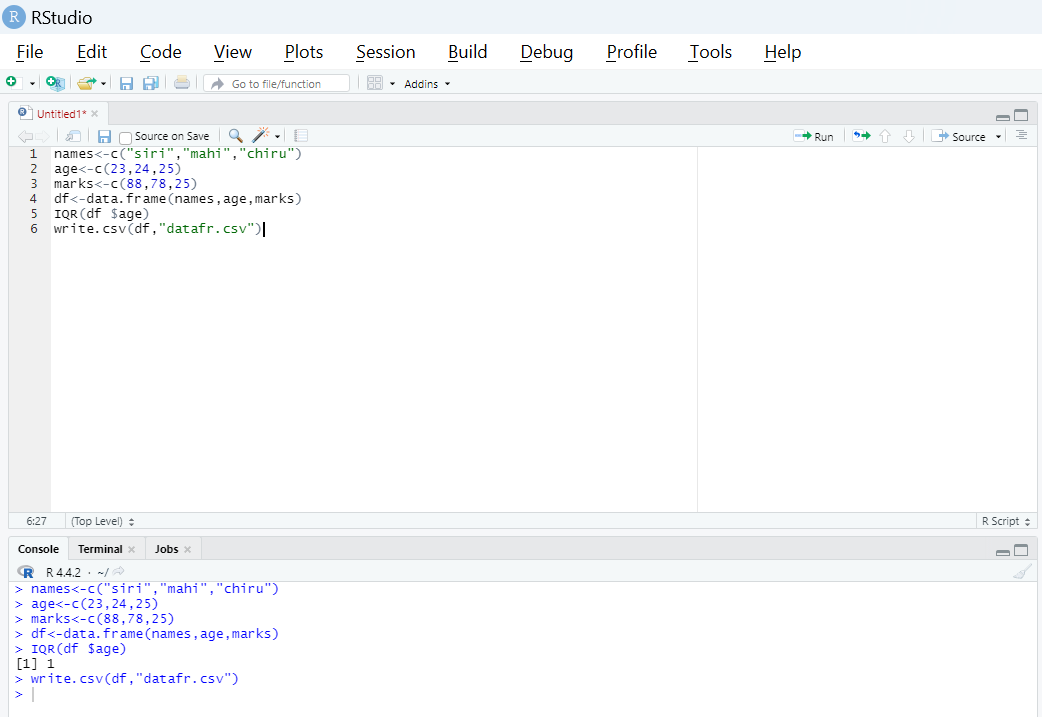 R RStudio
File Edit Code View Plots Session Build Debug Profile Tools Help
Go to file/function Addins
Untitled1*
Source on Save Run Source
1 names<-c("siri","mahi","chiru")
2 age<-c(23,24,25)
3 marks<-c(88,78,25)
4 df<-data.frame(names,age,marks)
5 IQR(df $age)
6 write.csv(df,"datafr.csv")
6:27 (Top Level) R Script
Console Terminal Jobs
R R 4.4.2 · ~/
> names<-c("siri","mahi","chiru")
> age<-c(23,24,25)
> marks<-c(88,78,25)
> df<-data.frame(names,age,marks)
> IQR(df $age)
[1] 1
> write.csv(df,"datafr.csv")
>